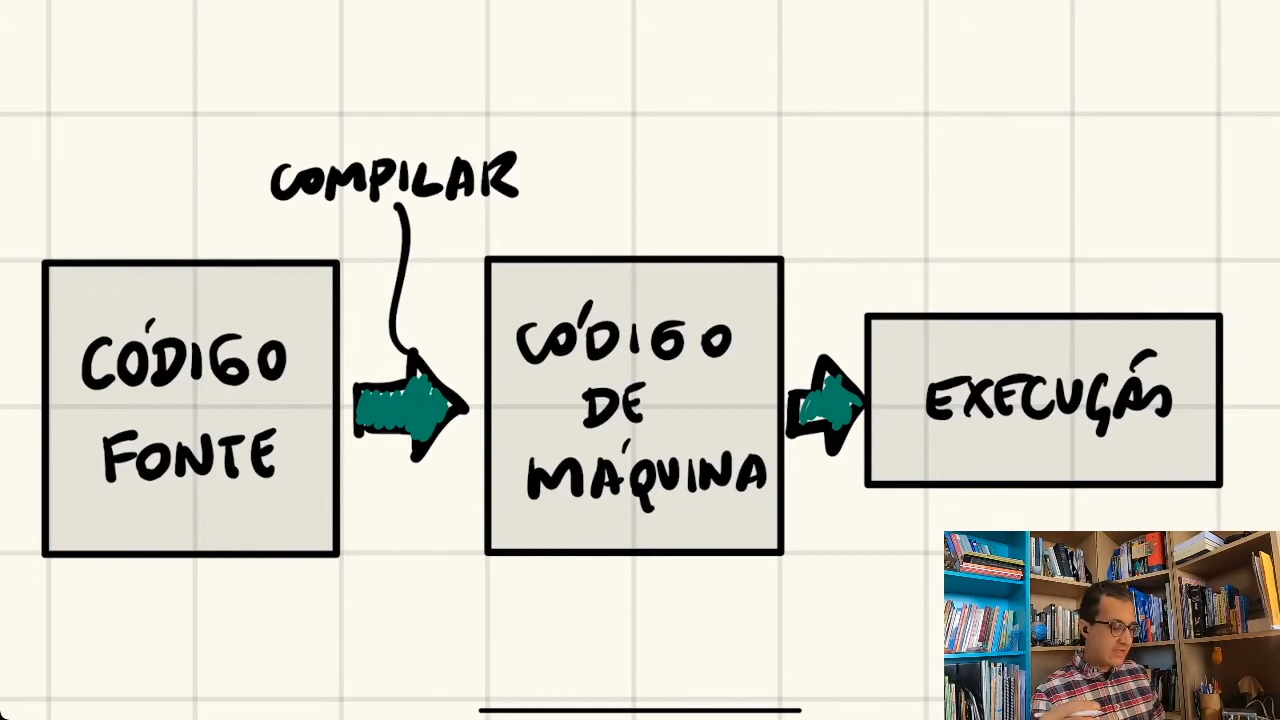 COMPILAR
CÓDIGO
FONTE
CÓDIGO
DE
MÁQUINA
EXECUÇÃO